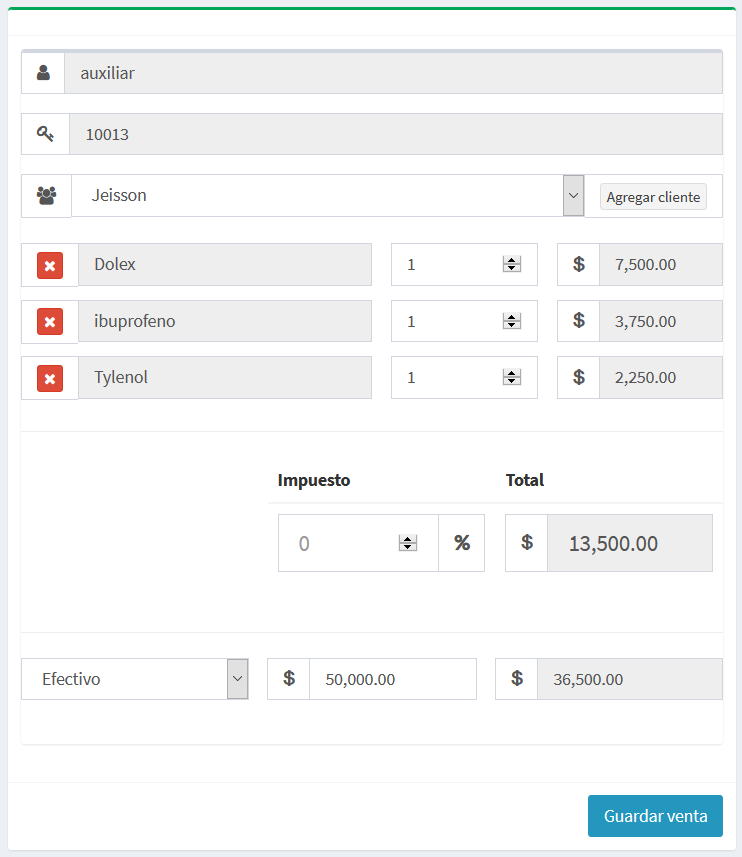 auxiliar
10013
Jeisson Agregar cliente
Dolex 1 $ 7,500.00
ibuprofeno 1 $ 3,750.00
Tylenol 1 $ 2,250.00
Impuesto Total
0 % $ 13,500.00
Efectivo $ 50,000.00 $ 36,500.00
Guardar venta